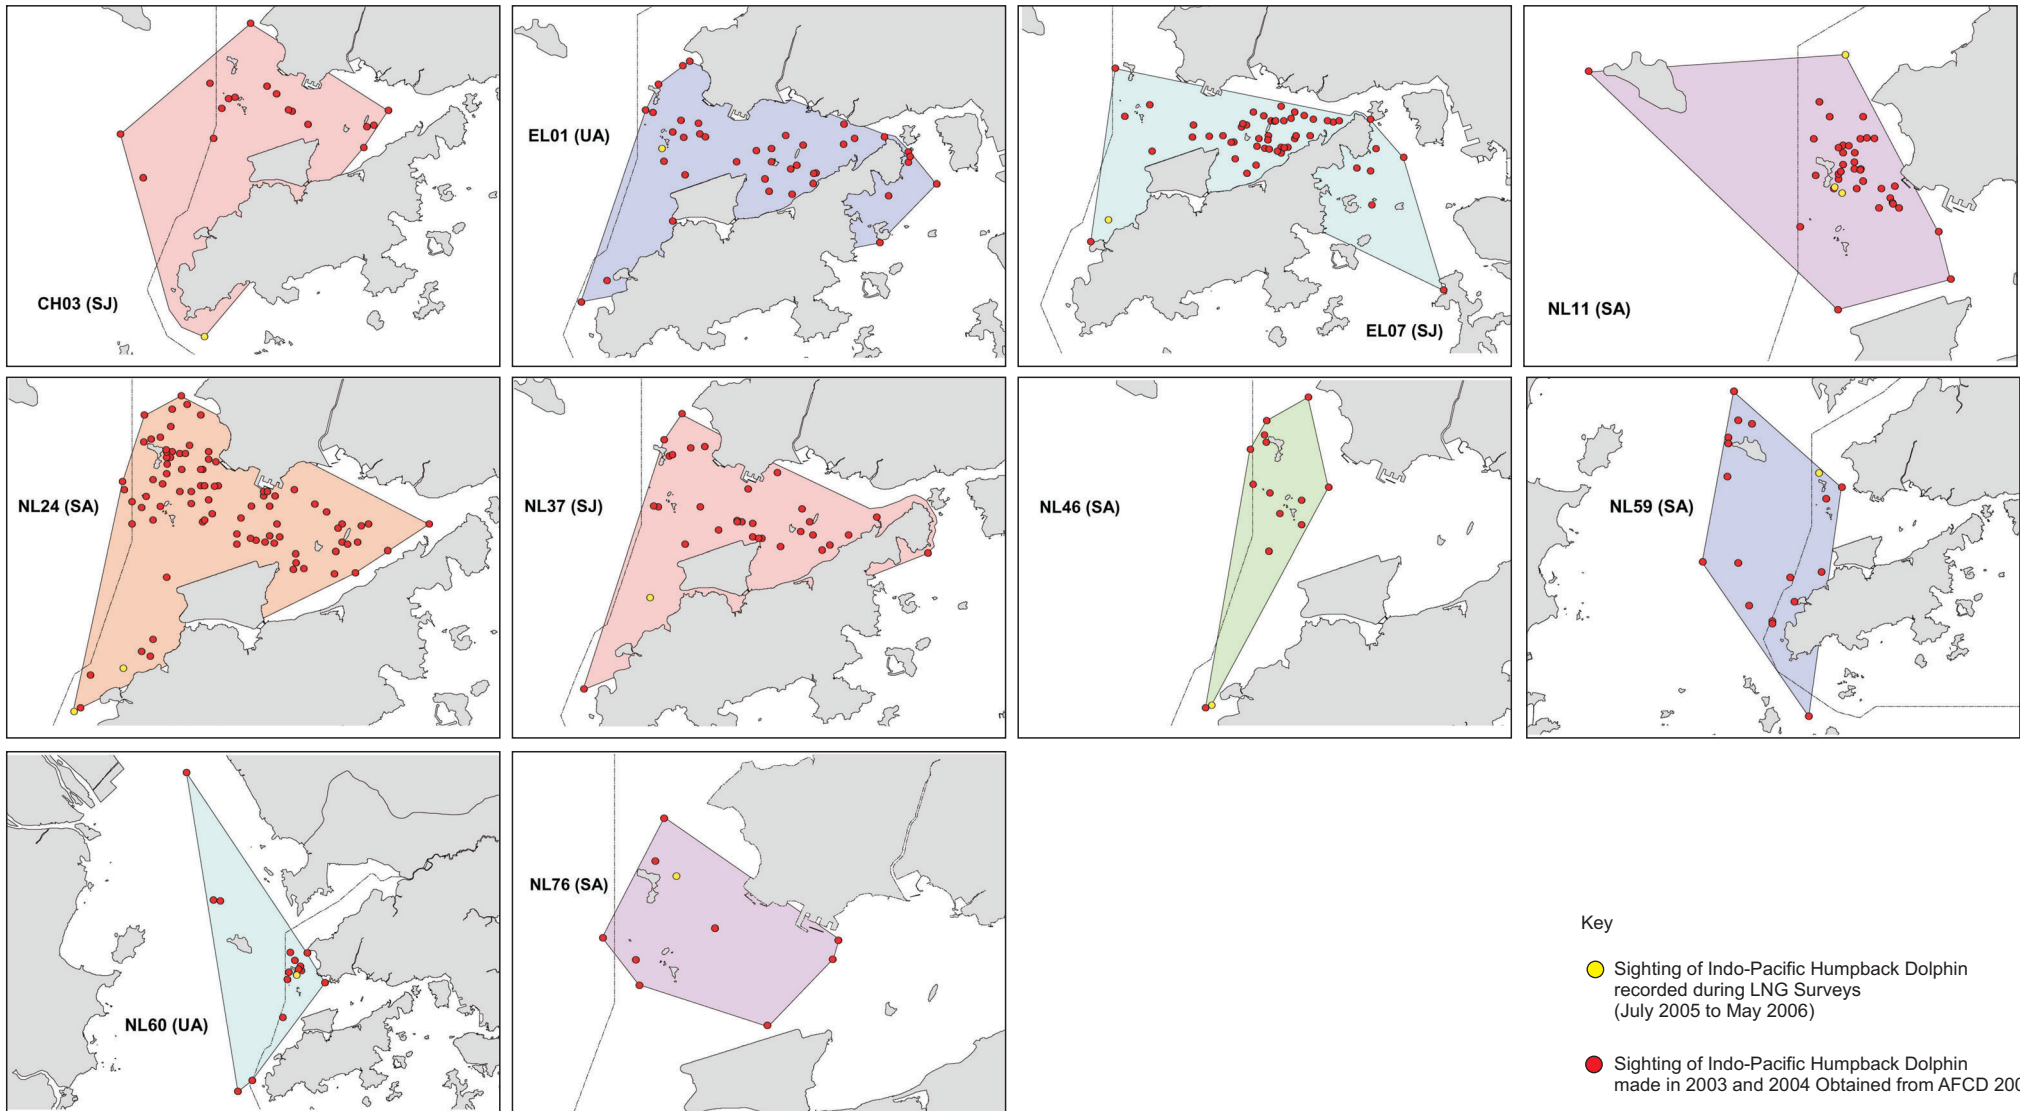 CH03 (SJ)
EL01 (UA)
EL07 (SJ)
NL11 (SA)
NL24 (SA)
NL37 (SJ)
NL46 (SA)
NL59 (SA)
NL60 (UA)
NL76 (SA)
Key
Sighting of Indo-Pacific Humpback Dolphin
recorded during LNG Surveys
(July 2005 to May 2006)
Sighting of Indo-Pacific Humpback Dolphin
made in 2003 and 2004 Obtained from AFCD